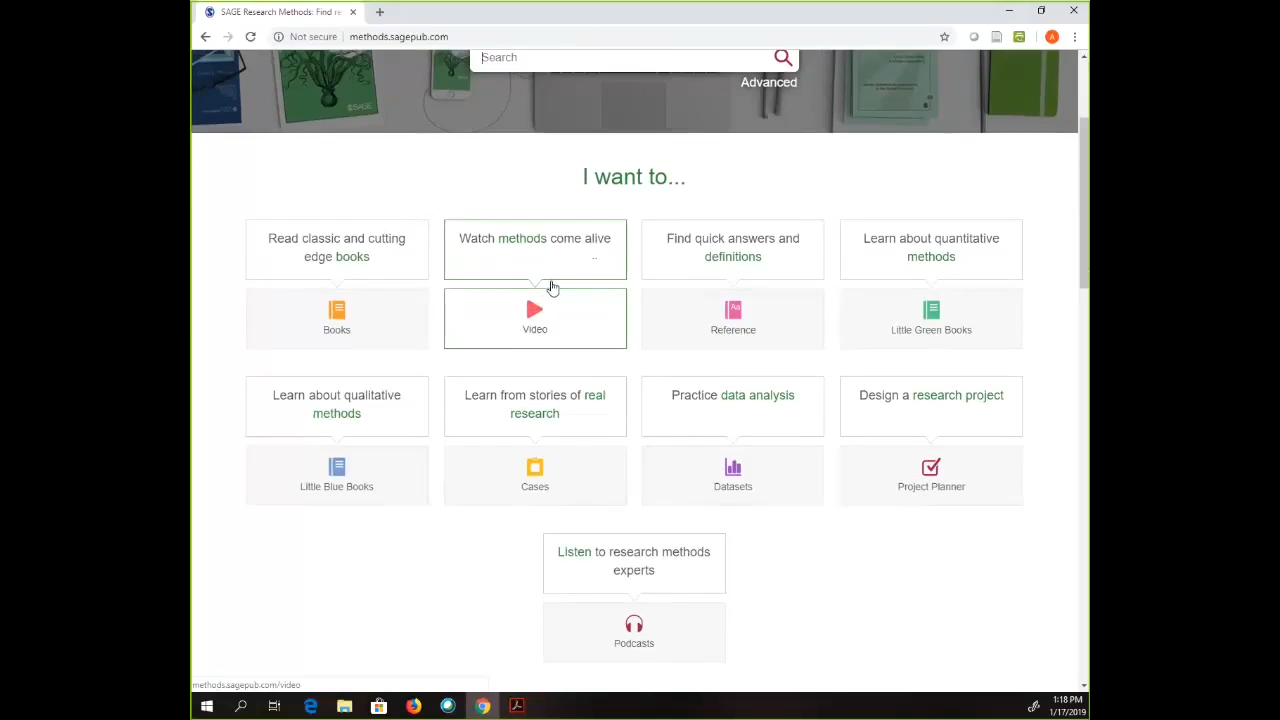 SAGE Research Methods: Find re
Not secure | methods.sagepub.com
A
Search
Advanced
SAGE
I want to...
Read classic and cutting
edge books
Books
Watch methods come alive
..
Video
Find quick answers and
definitions
Aa
Reference
Learn about quantitative
methods
Little Green Books
Learn about qualitative
methods
Little Blue Books
Learn from stories of real
research
Cases
Practice data analysis
Datasets
Design a research project
Project Planner
Listen to research methods
experts
Podcasts
methods.sagepub.com/video
1:18 PM
1/17/2019